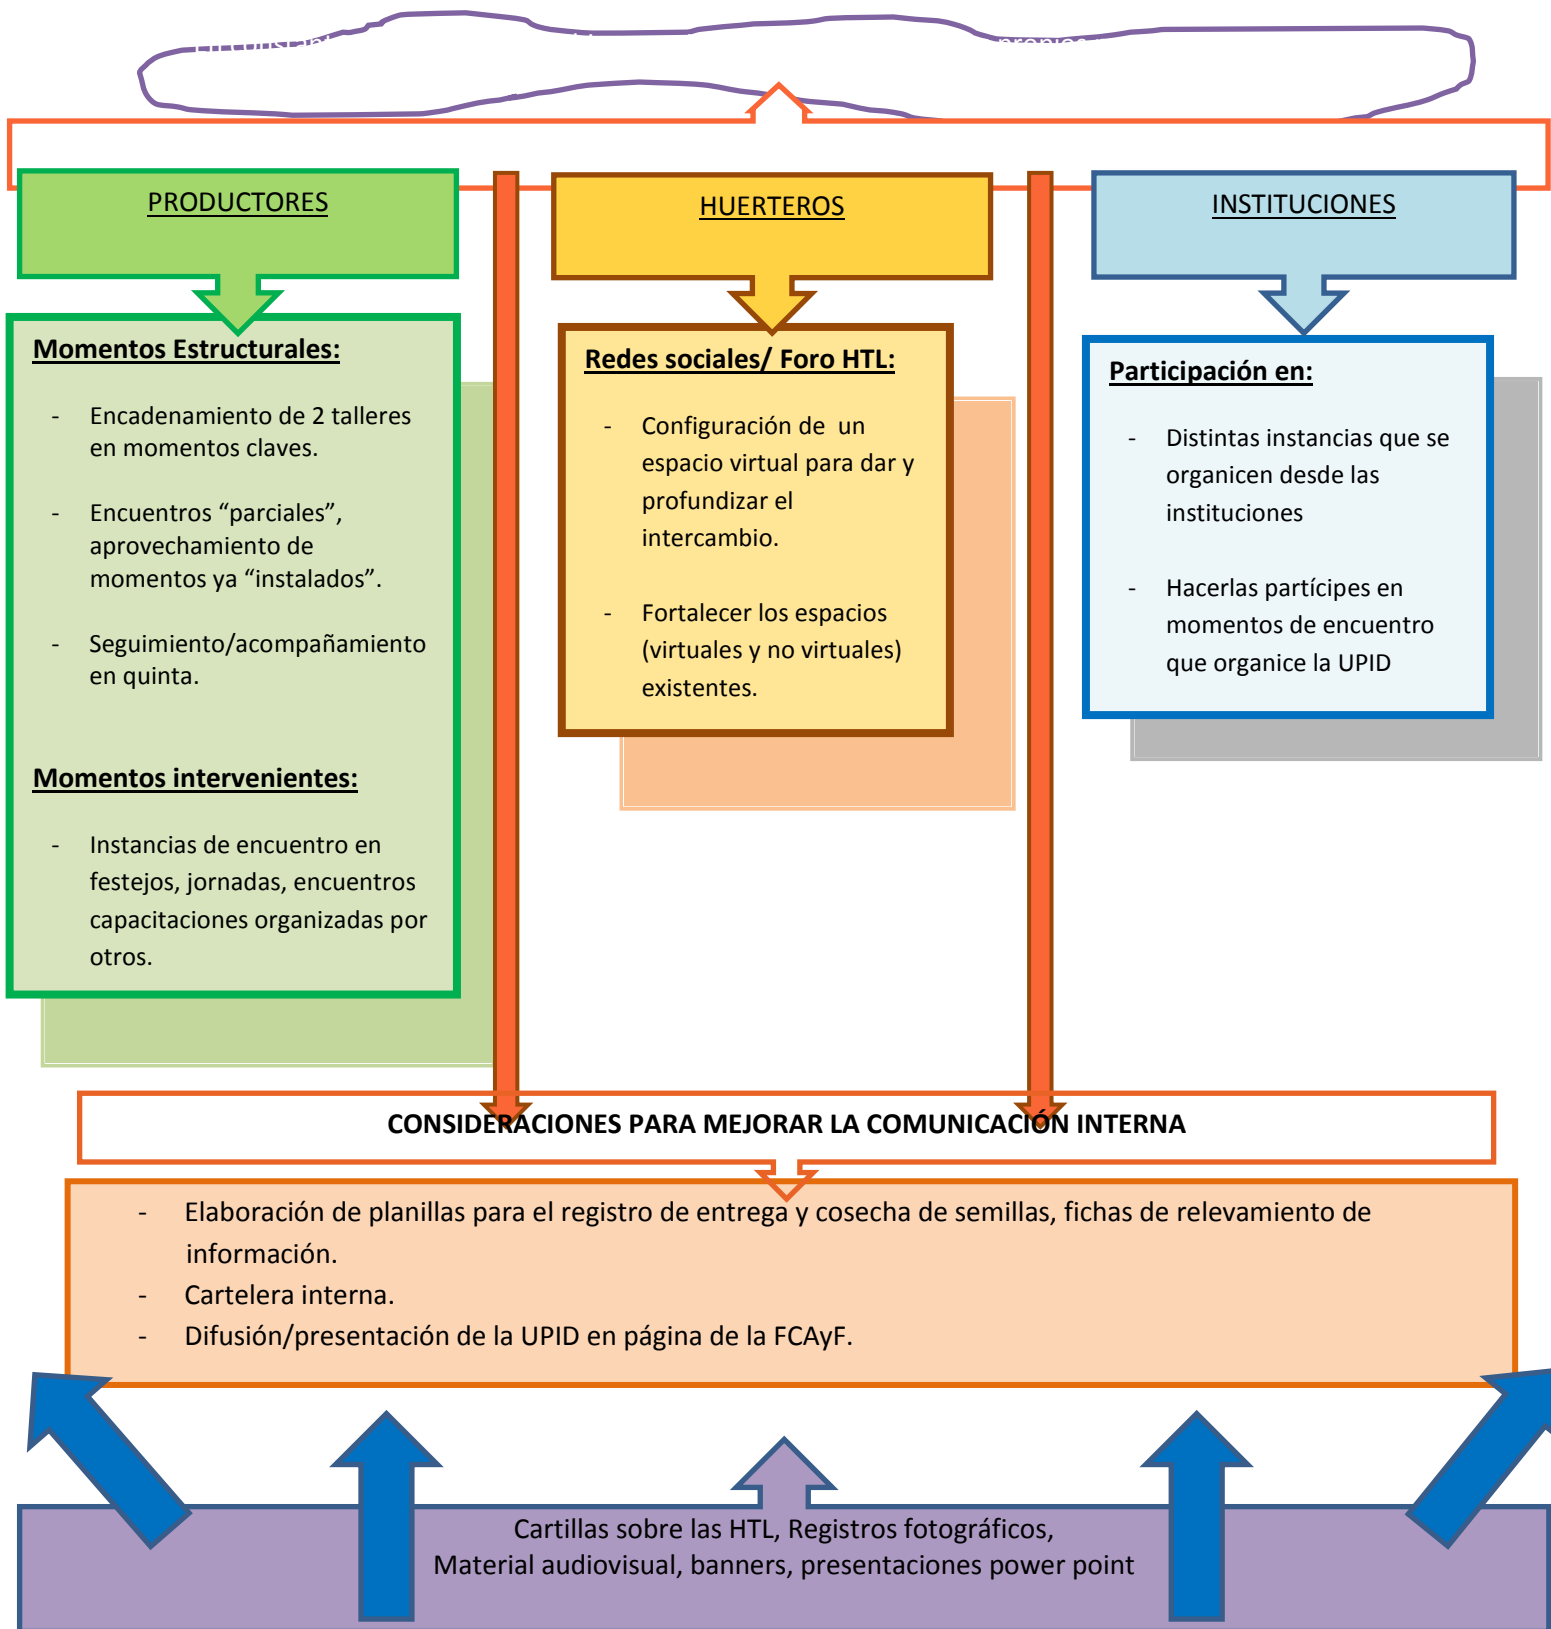 PRODUCTORES
HUERTEROS
INSTITUCIONES
Momentos Estructurales:
- Encadenamiento de 2 talleres
en momentos claves.
- Encuentros “parciales”,
aprovechamiento de
momentos ya “instalados”.
- Seguimiento/acompañamiento
en quinta.
Momentos intervenientes:
- Instancias de encuentro en
festejos, jornadas, encuentros
capacitaciones organizadas por
otros.
Redes sociales/ Foro HTL:
- Configuración de un
espacio virtual para dar y
profundizar el
intercambio.
- Fortalecer los espacios
(virtuales y no virtuales)
existentes.
Participación en:
- Distintas instancias que se
organicen desde las
instituciones
- Hacerlas partícipes en
momentos de encuentro
que organice la UPID
CONSIDERACIONES PARA MEJORAR LA COMUNICACIÓN INTERNA
- Elaboración de planillas para el registro de entrega y cosecha de semillas, fichas de relevamiento de
información.
- Cartelera interna.
- Difusión/presentación de la UPID en página de la FCAyF.
Cartillas sobre las HTL, Registros fotográficos,
Material audiovisual, banners, presentaciones power point